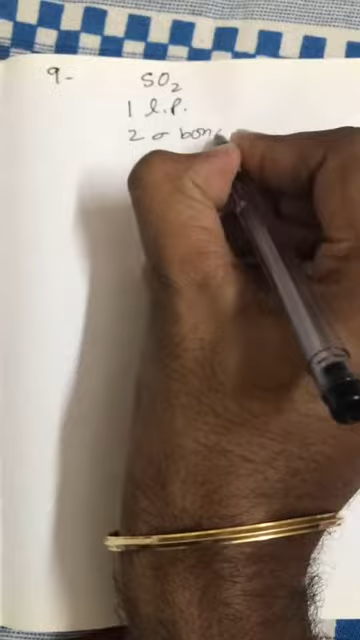 9-
SO2
1 l.p.
2 σ bon